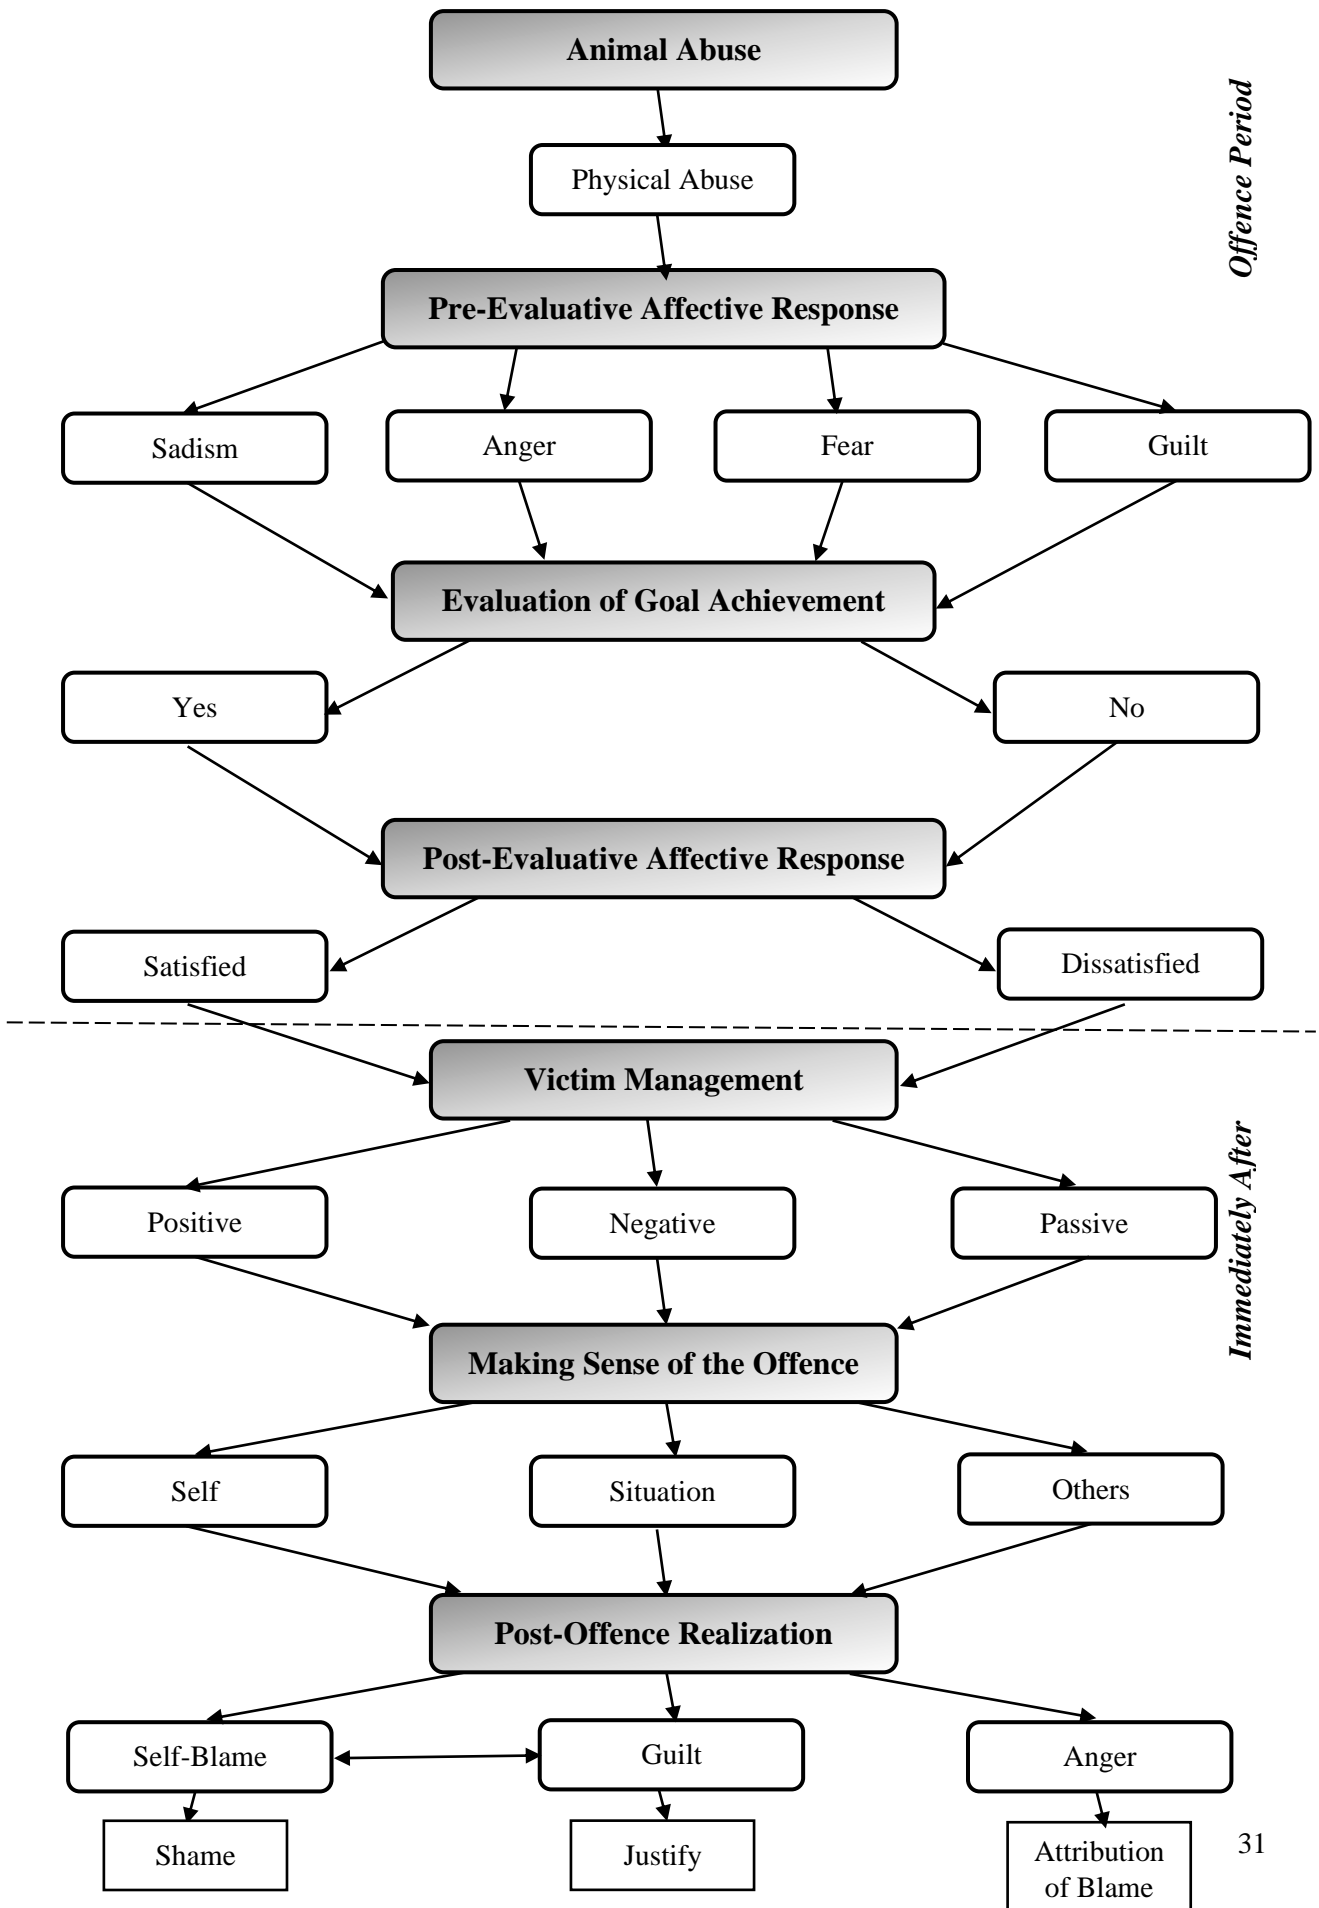 Animal Abuse
Offence Period
Physical Abuse
Pre-Evaluative Affective Response
Sadism
Anger
Fear
Guilt
Evaluation of Goal Achievement
Yes
No
Post-Evaluative Affective Response
Satisfied
Dissatisfied
Victim Management
Immediately After
Positive
Negative
Passive
Making Sense of the Offence
Self
Situation
Others
Post-Offence Realization
Self-Blame
Guilt
Anger
Shame
Justify
Attribution
of Blame
31